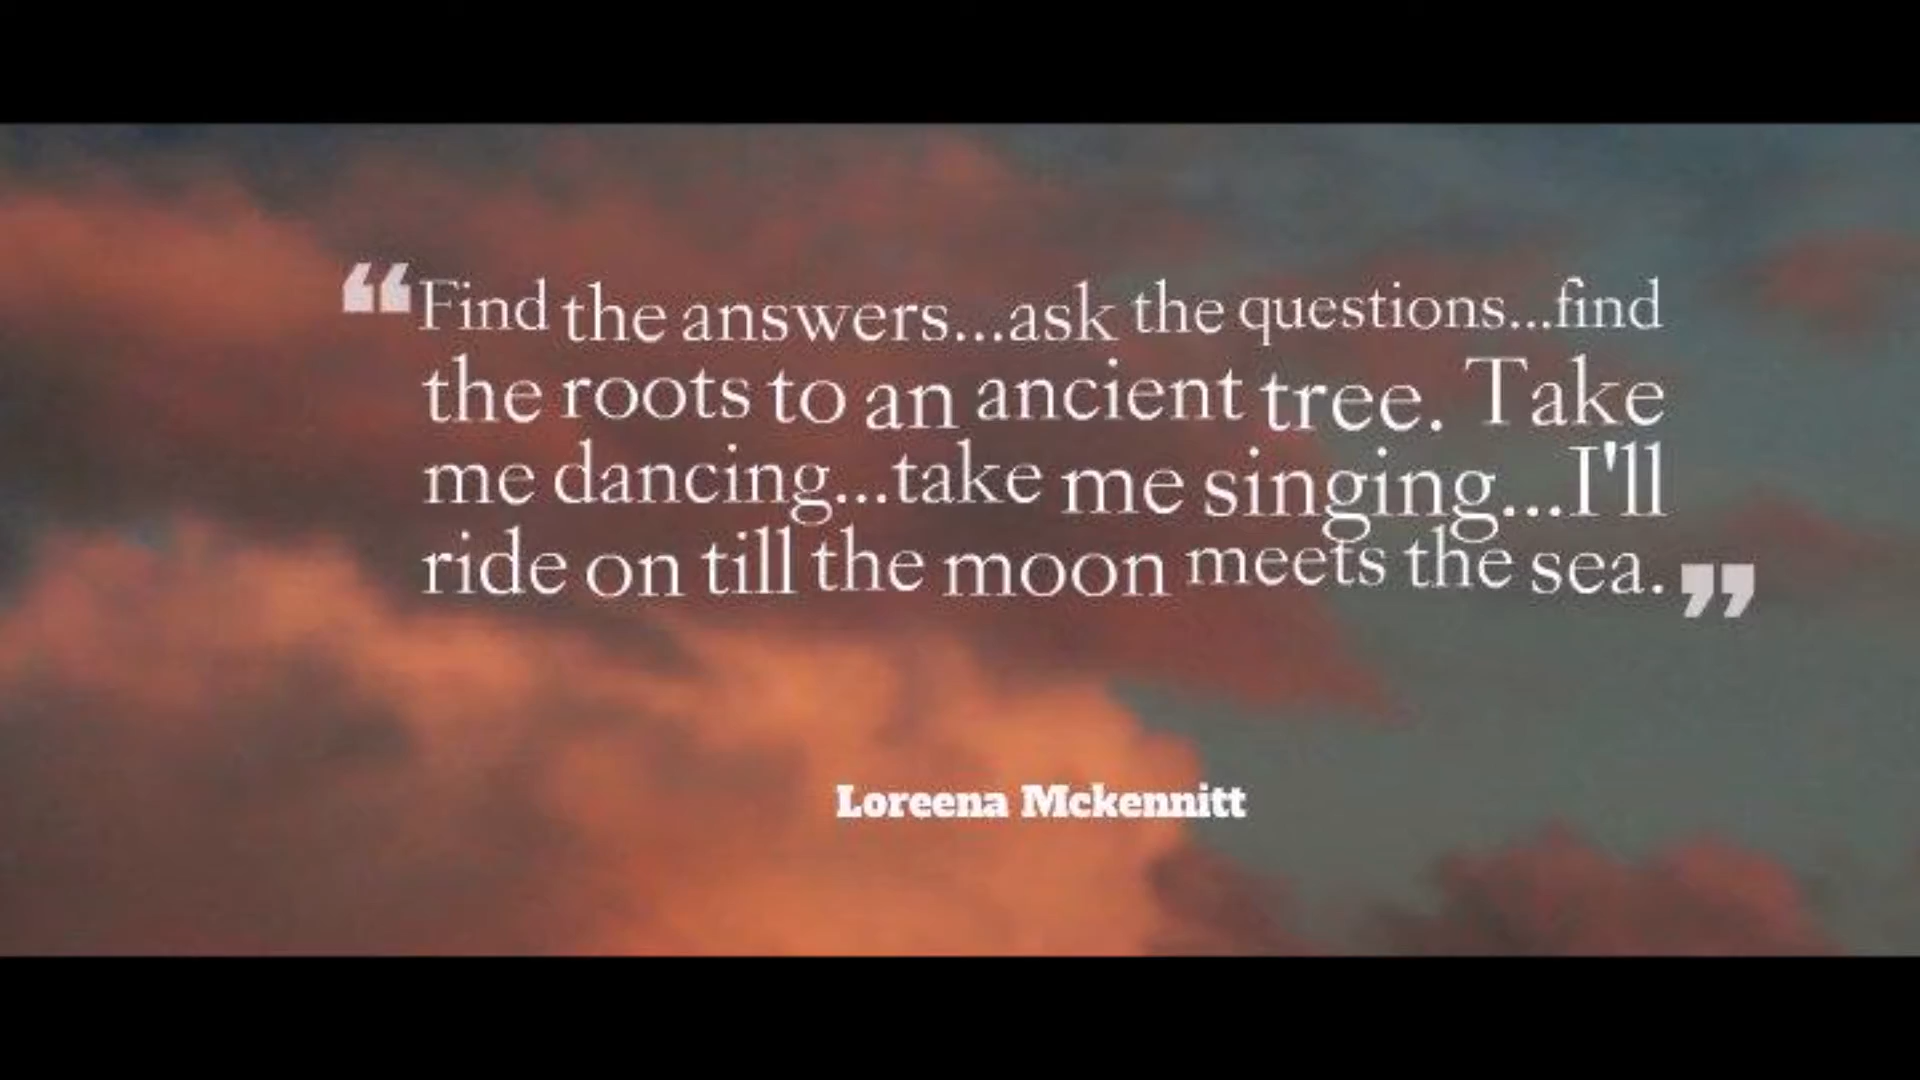 “Find the answers...ask the questions...find
the roots to an ancient tree. Take
me dancing...take me singing...I'll
ride on till the moon meets the sea.”
Loreena Mckennitt